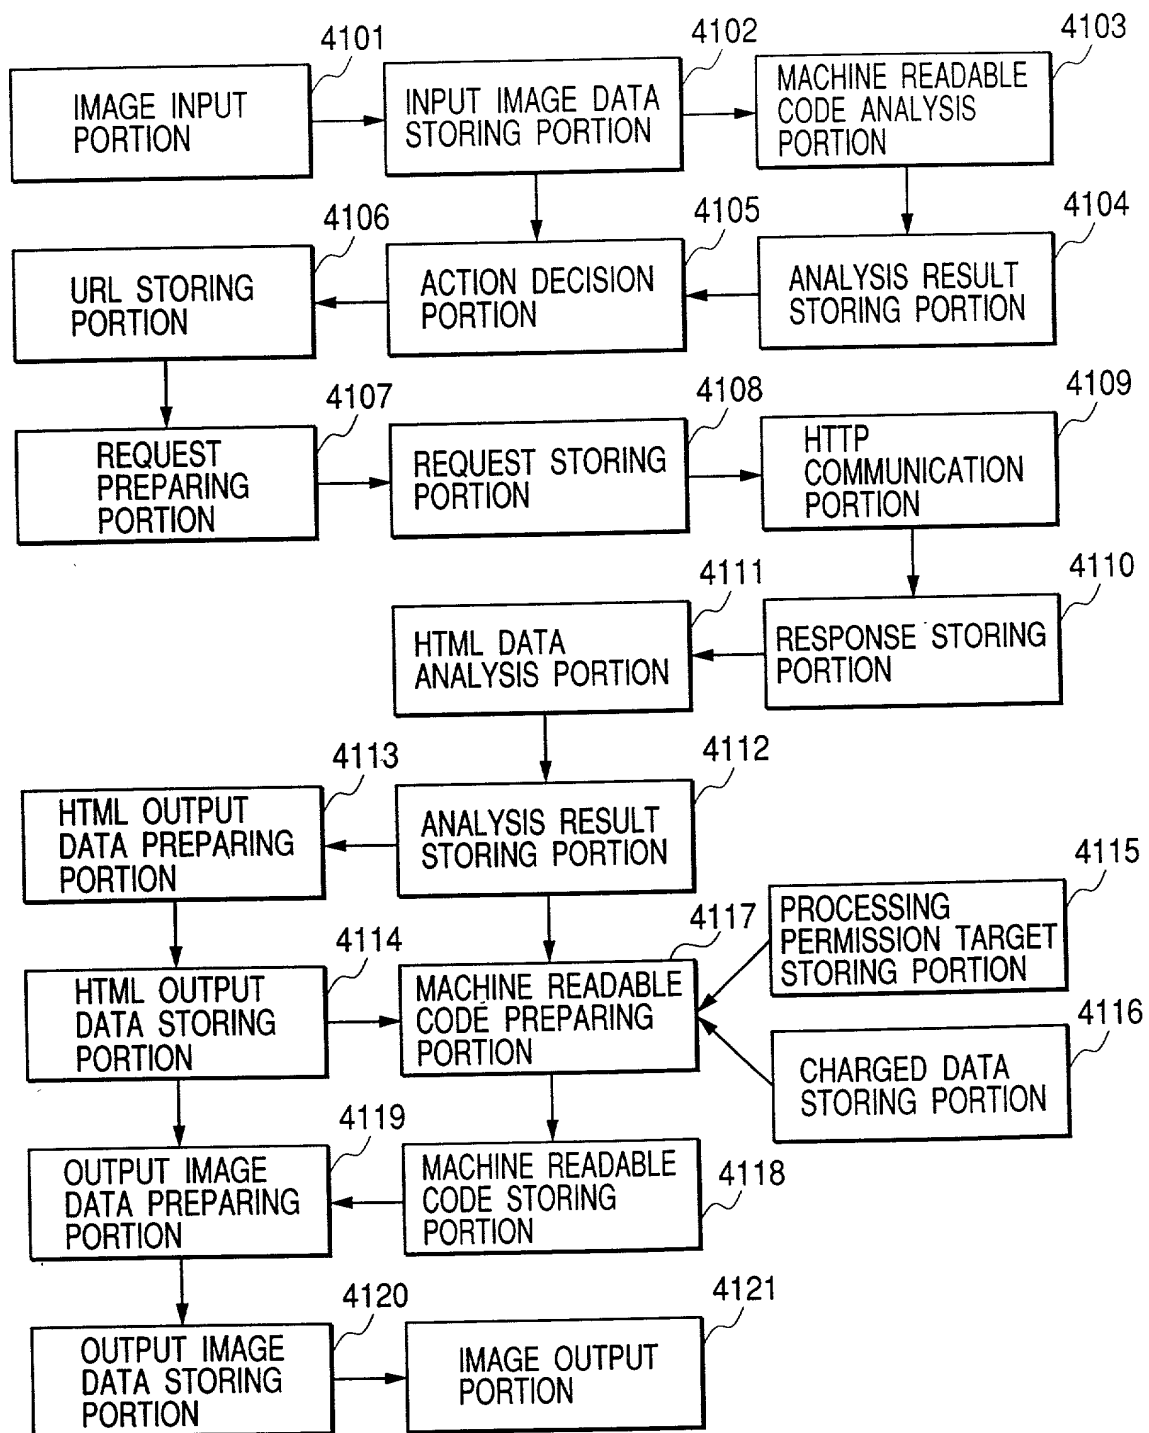 4101
IMAGE INPUT
PORTION
4102
INPUT IMAGE DATA
STORING PORTION
4103
MACHINE READABLE
CODE ANALYSIS
PORTION
4106
URL STORING
PORTION
4105
ACTION DECISION
PORTION
4104
ANALYSIS RESULT
STORING PORTION
4107
REQUEST
PREPARING
PORTION
4108
REQUEST STORING
PORTION
4109
HTTP
COMMUNICATION
PORTION
4111
HTML DATA
ANALYSIS PORTION
4110
RESPONSE STORING
PORTION
4113
HTML OUTPUT
DATA PREPARING
PORTION
4112
ANALYSIS RESULT
STORING PORTION
4115
PROCESSING
PERMISSION TARGET
STORING PORTION
4114
HTML OUTPUT
DATA STORING
PORTION
4117
MACHINE READABLE
CODE PREPARING
PORTION
4116
CHARGED DATA
STORING PORTION
4119
OUTPUT IMAGE
DATA PREPARING
PORTION
MACHINE READABLE
CODE STORING
PORTION
4118
4120
OUTPUT IMAGE
DATA STORING
PORTION
4121
IMAGE OUTPUT
PORTION